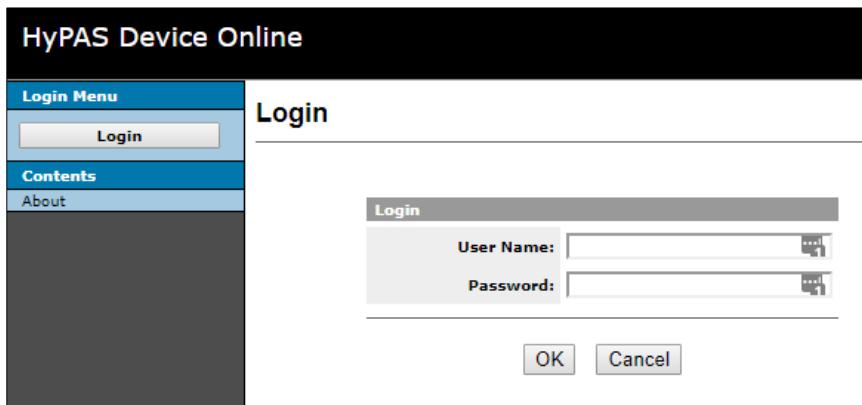 HyPAS Device Online
Login Menu
Login
Contents
About
Login
Login
User Name:
Password:
OK Cancel